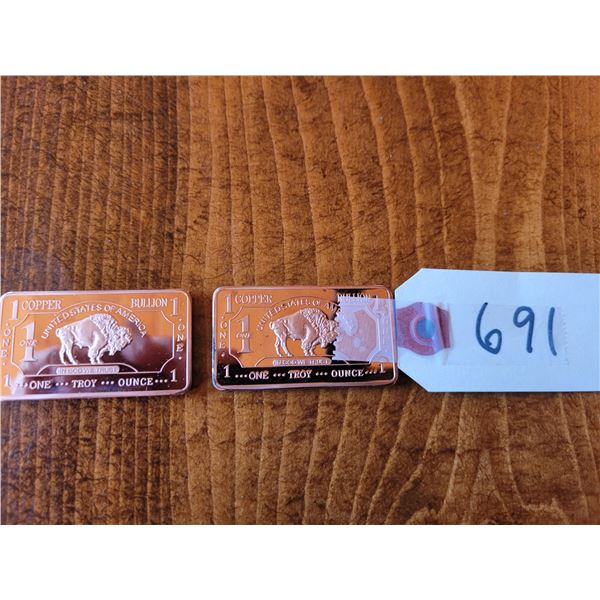 1 COPPER BULLION 1
UNITED STATES OF AMERICA
ONE 1 ONE ONE
IN GOD WE TRUST
1 ··· ONE ··· TROY ··· OUNCE ··· 1
1 COPPER BULLION 1
UNITED STATES OF AMERICA
ONE 1 ONE
IN GOD WE TRUST
1 ··· ONE ··· TROY ··· OUNCE ··· 1
691